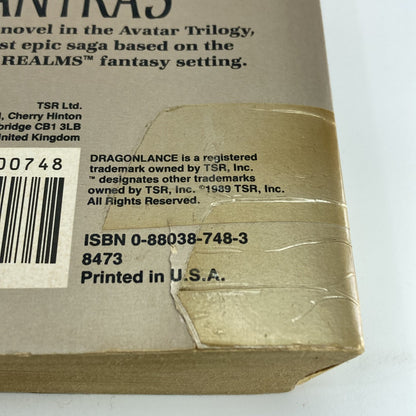 ANTRAS
novel in the Avatar Trilogy,
st epic saga based on the
REALMS™ fantasy setting.
TSR Ltd.
l, Cherry Hinton
bridge CB1 3LB
nited Kingdom
00748
DRAGONLANCE is a registered
trademark owned by TSR, Inc.
™ designates other trademarks
owned by TSR, Inc. ©1989 TSR, Inc.
All Rights Reserved.
ISBN 0-88038-748-3
8473
Printed in U.S.A.